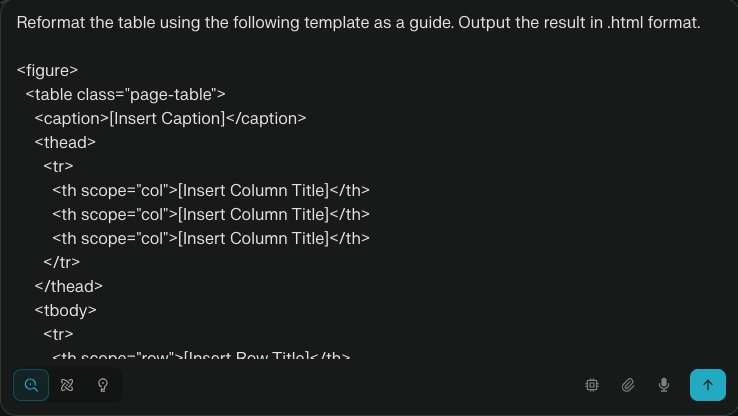 Reformat the table using the following template as a guide. Output the result in .html format.
<figure>
<table class="page-table">
<caption>[Insert Caption]</caption>
<thead>
<tr>
<th scope="col">[Insert Column Title]</th>
<th scope="col">[Insert Column Title]</th>
<th scope="col">[Insert Column Title]</th>
</tr>
</thead>
<tbody>
<tr>
<th scope="row">[Insert Row Title]</th>